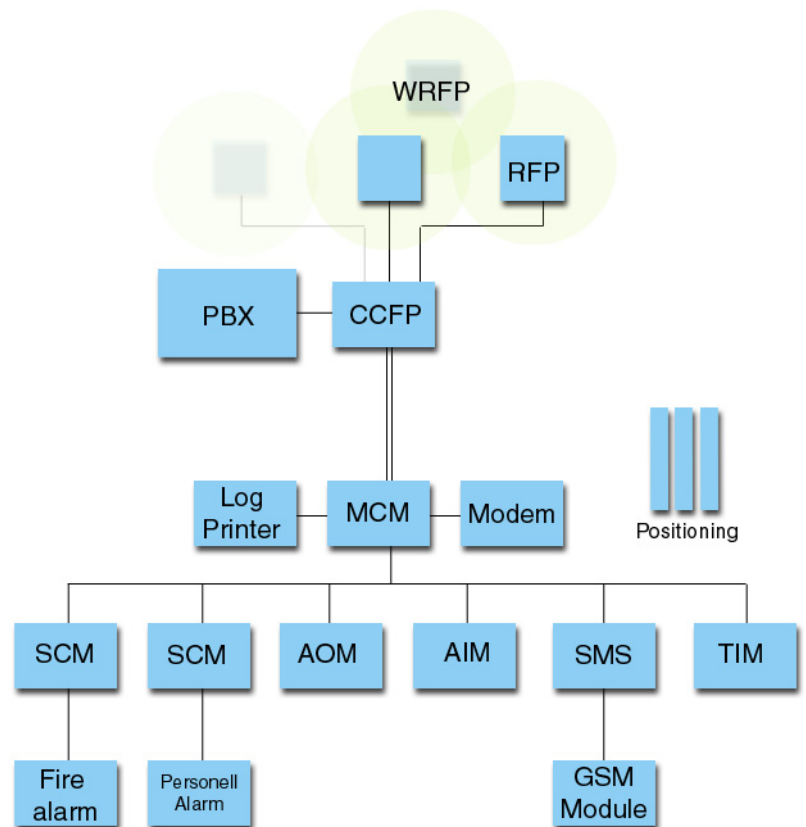 WRFP
RFP
PBX
CCFP
Log
Printer
MCM
Modem
Positioning
SCM
SCM
AOM
AIM
SMS
TIM
Fire
alarm
Personell
Alarm
GSM
Module